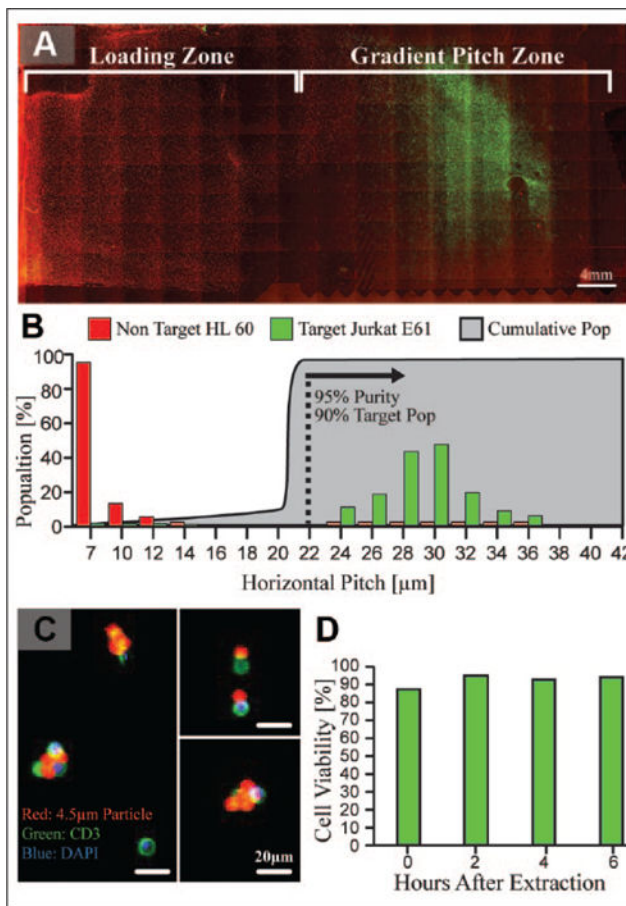 A
Loading Zone Gradient Pitch Zone
4mm
B
Non Target HL 60 Target Jurkat E61 Cumulative Pop
100
80
60
40
20
0
Popualtion [%]
95% Purity
90% Target Pop
7 10 12 14 16 18 20 22 24 26 28 30 32 34 36 38 40 42
Horizontal Pitch [µm]
C
Red: 4.5µm Particle
Green: CD3
Blue: DAPI
20µm
D
100
90
80
70
60
50
40
30
20
10
0
Cell Viability [%]
0 2 4 6
Hours After Extraction